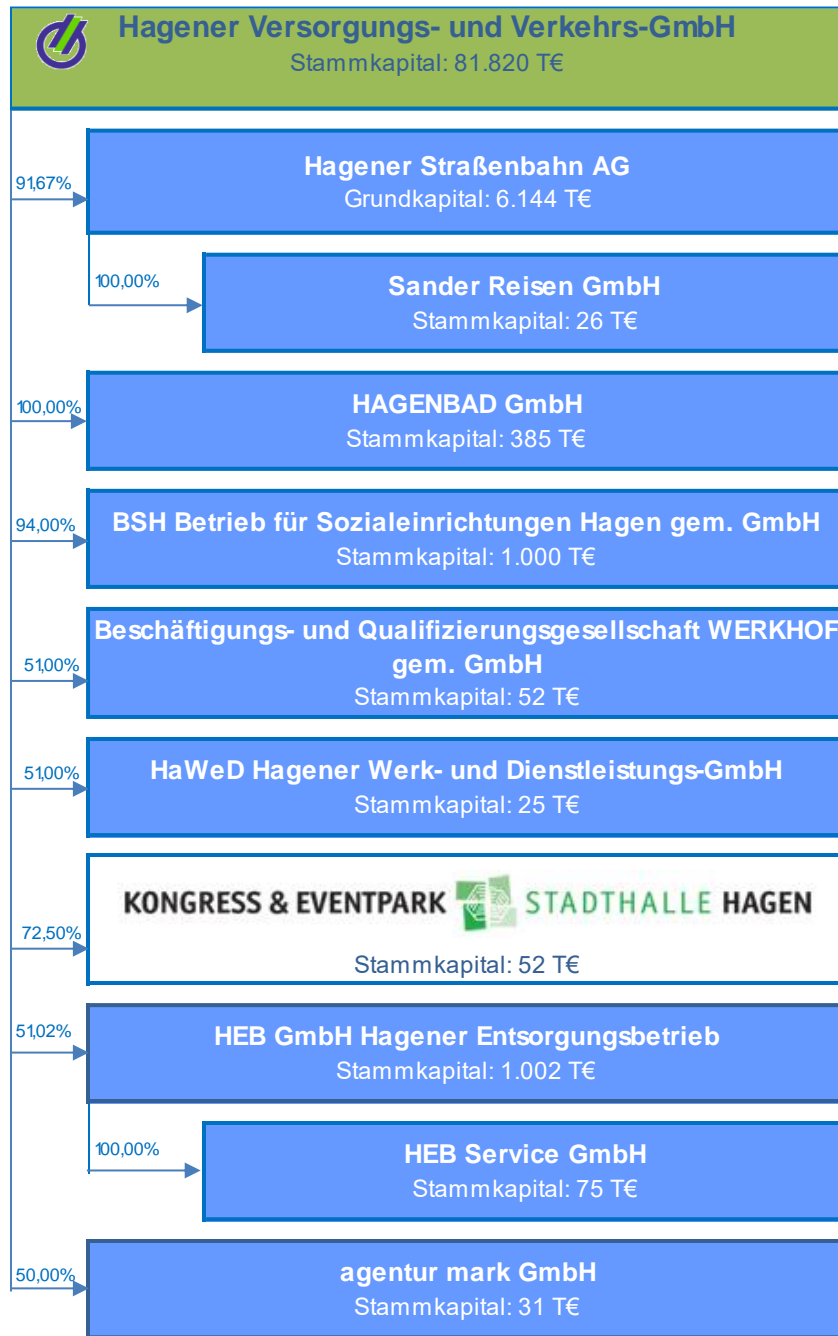 Hagener Versorgungs- und Verkehrs-GmbH
Stammkapital: 81.820 T€
91,67%
Hagener Straßenbahn AG
Grundkapital: 6.144 T€
100,00%
Sander Reisen GmbH
Stammkapital: 26 T€
100,00%
HAGENBAD GmbH
Stammkapital: 385 T€
94,00%
BSH Betrieb für Sozialeinrichtungen Hagen gem. GmbH
Stammkapital: 1.000 T€
51,00%
Beschäftigungs- und Qualifizierungsgesellschaft WERKHOF
gem. GmbH
Stammkapital: 52 T€
51,00%
HaWeD Hagener Werk- und Dienstleistungs-GmbH
Stammkapital: 25 T€
72,50%
KONGRESS & EVENTPARK STADTHALLE HAGEN
Stammkapital: 52 T€
51,02%
HEB GmbH Hagener Entsorgungsbetrieb
Stammkapital: 1.002 T€
100,00%
HEB Service GmbH
Stammkapital: 75 T€
50,00%
agentur mark GmbH
Stammkapital: 31 T€